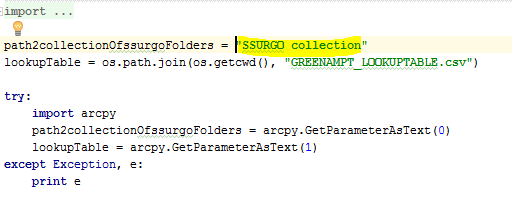 import ...
path2collectionOfssurgoFolders = "SSURGO collection"
lookupTable = os.path.join(os.getcwd(), "GREENAMPT_LOOKUPTABLE.csv")
try:
    import arcpy
    path2collectionOfssurgoFolders = arcpy.GetParameterAsText(0)
    lookupTable = arcpy.GetParameterAsText(1)
except Exception, e:
    print e